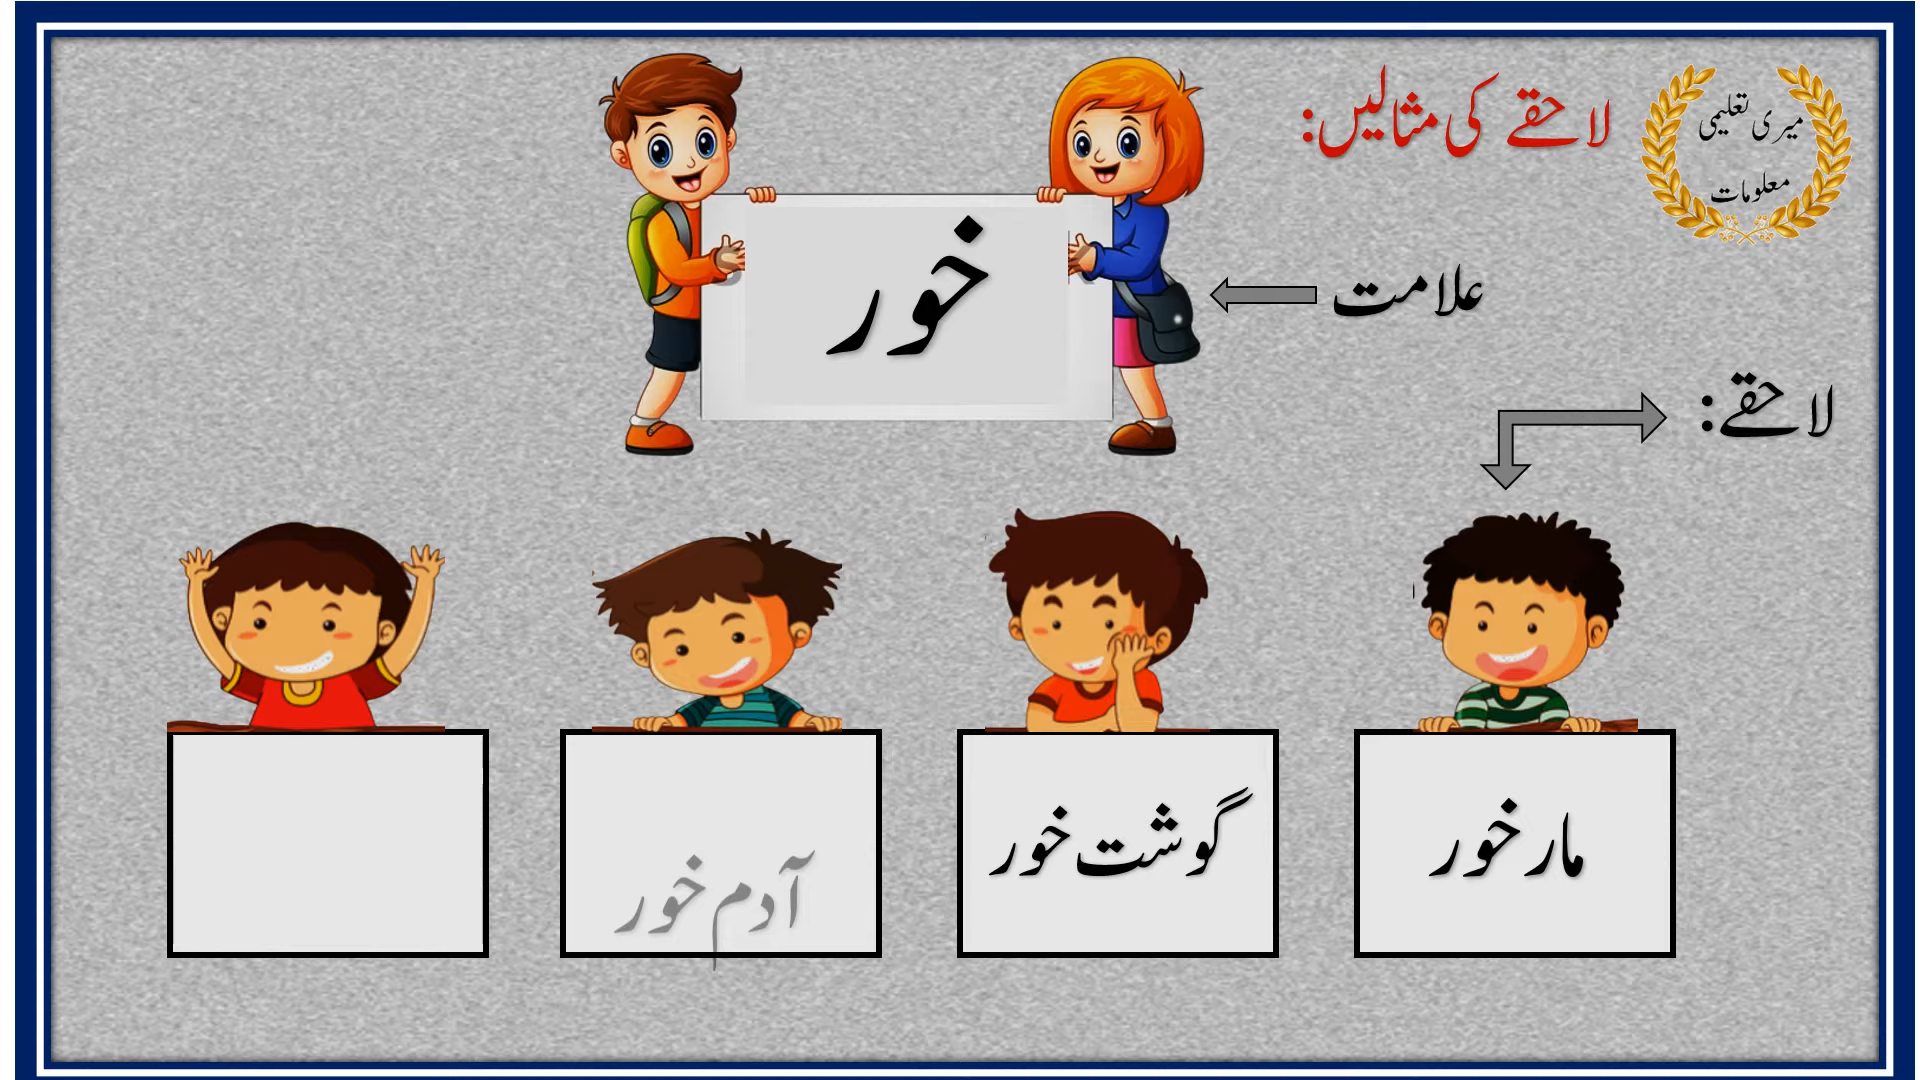 میری تعلیمی
معلومات
لاحقے کی مثالیں:
خور
علامت
لاحقے:
مار خور
گوشت خور
آدم خور